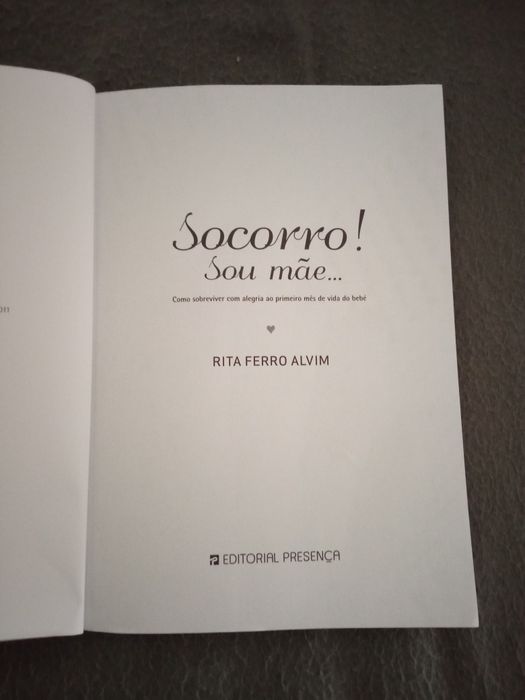 Socorro!
Sou mãe...
Como sobreviver com alegria ao primeiro mês de vida do bebé
RITA FERRO ALVIM
EDITORIAL PRESENÇA